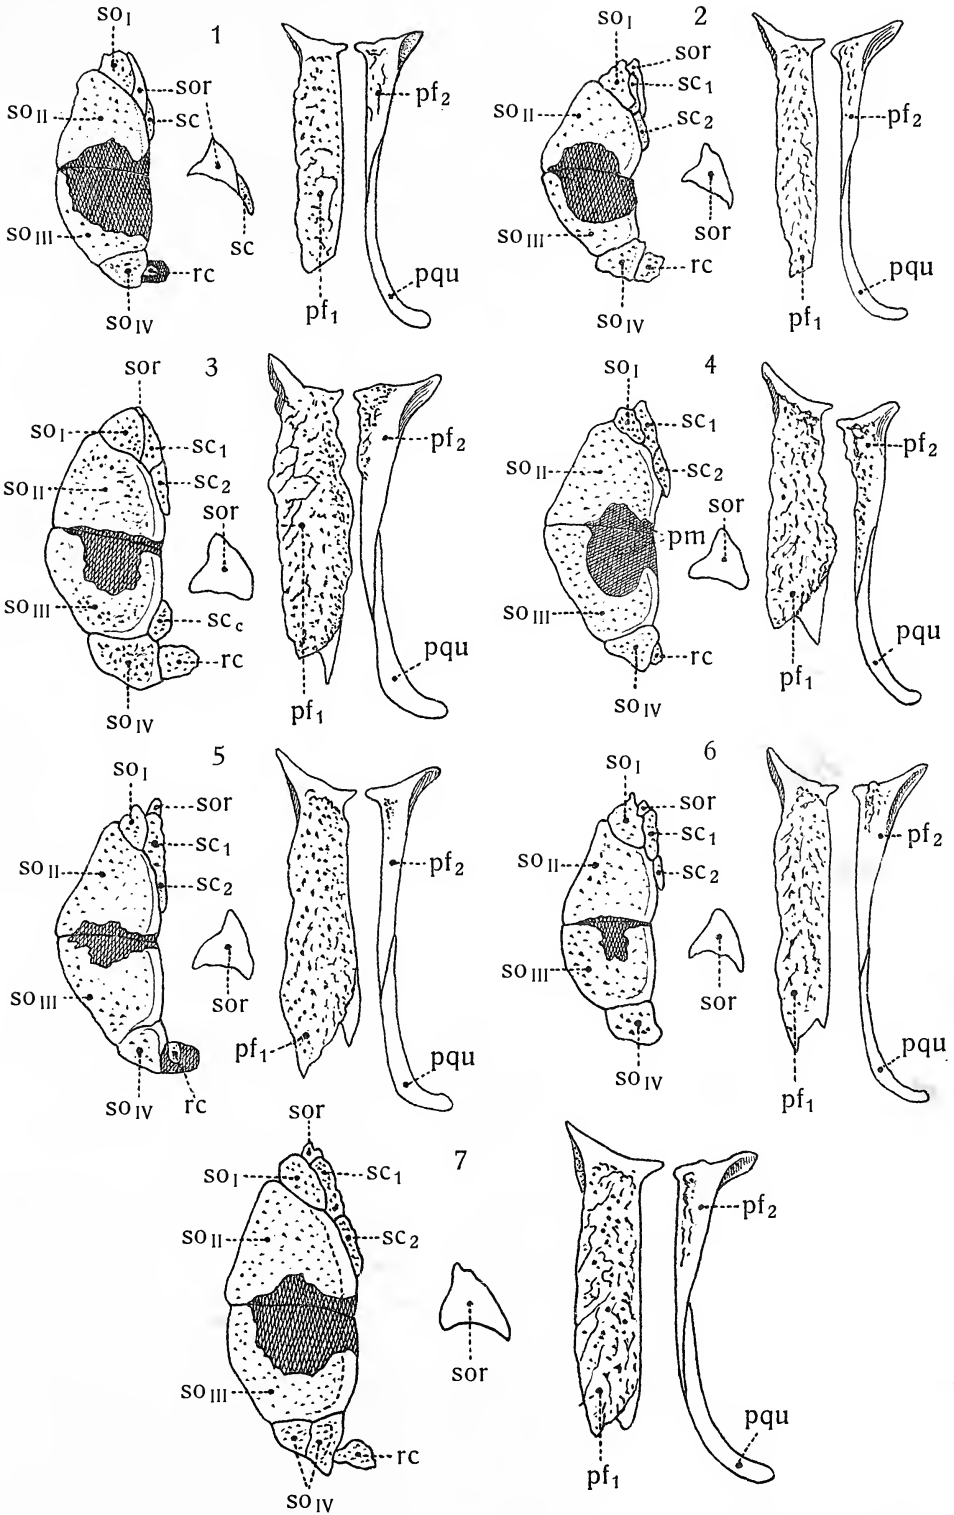 1
so I
sor
so II
sc
pf2
so III
sc
rc
pqu
so IV
pf1
2
so I
sor
sc1
so II
sc2
pf2
sor
so III
rc
pqu
so IV
pf1
3
sor
so I
sc1
pf2
so II
sc2
sor
so III
scc
rc
pqu
so IV
pf1
4
so I
sc1
pf2
so II
sc2
sor
pm
so III
rc
pqu
so IV
pf1
5
so I
sor
sc1
so II
pf2
sc2
so III
sor
pf1
pqu
so IV
rc
6
so I
sor
sc1
pf2
so II
sc2
so III
sor
pqu
so IV
pf1
7
sor
so I
sc1
pf2
so II
sc2
sor
so III
pqu
rc
pf1
so IV